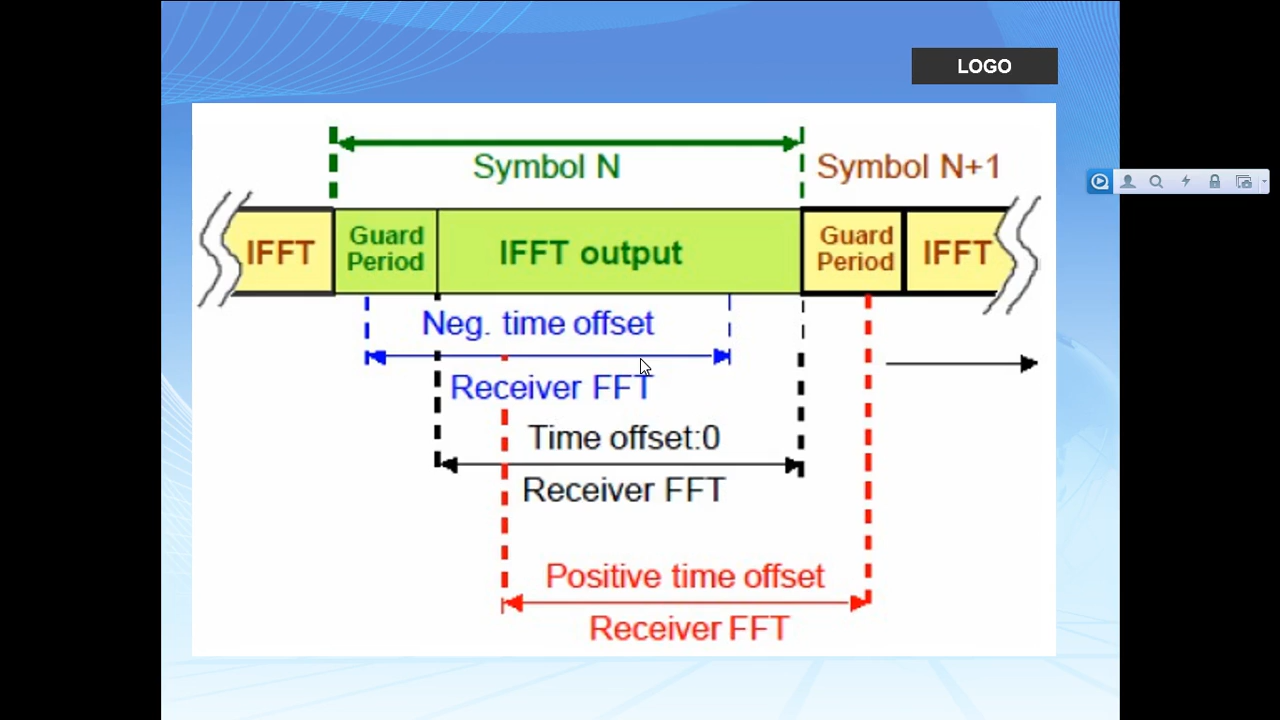 LOGO
Symbol N
Symbol N+1
IFFT
Guard
Period
IFFT output
Guard
Period
IFFT
Neg. time offset
Receiver FFT
Time offset:0
Receiver FFT
Positive time offset
Receiver FFT